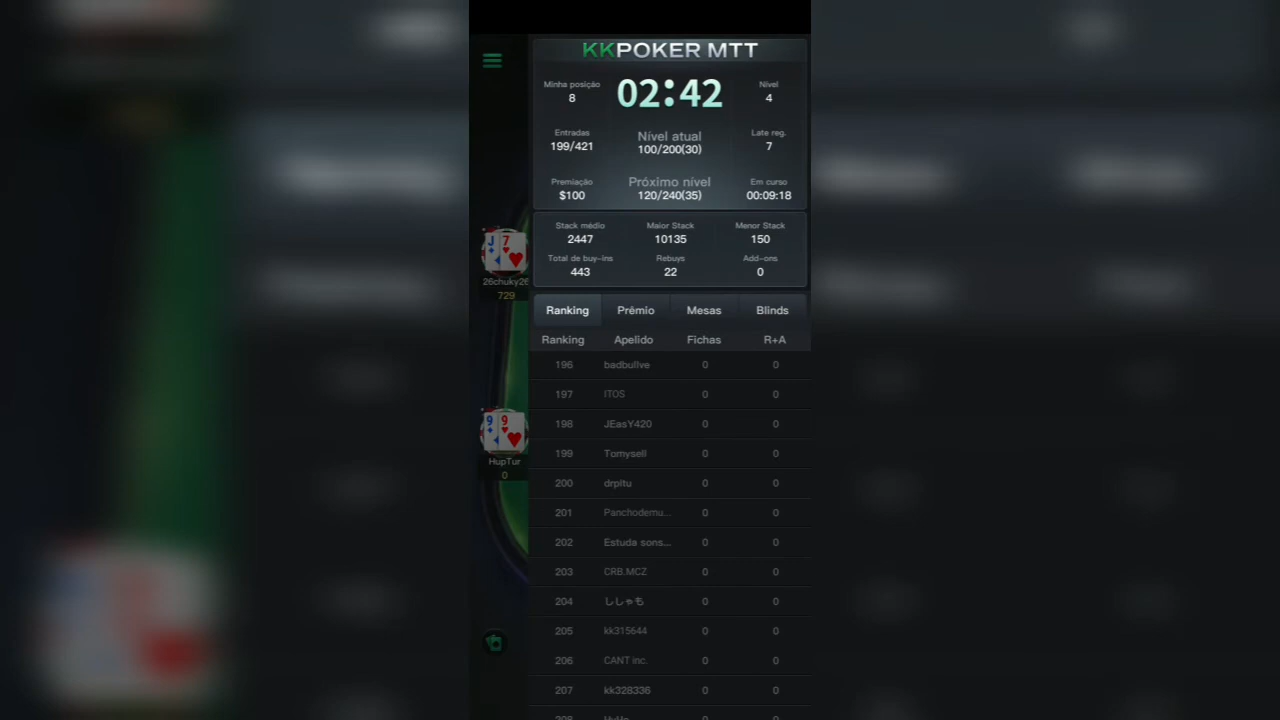 KKPOKER MTT
Minha posição
8
02:42
Nível
4
Entradas
199/421
Nível atual
100/200(30)
Late reg.
7
Premiação
$100
Próximo nível
120/240(35)
Em curso
00:09:18
Stack médio
2447
Maior Stack
10135
Menor Stack
150
Total de buy-ins
443
Rebuys
22
Add-ons
0
J 7
26chuky26
729
9 9
HupTur
0
Ranking Prêmio Mesas Blinds
Ranking Apelido Fichas R+A
196 badbullve 0 0
197 ITOS 0 0
198 JEasY420 0 0
199 Tomysell 0 0
200 drpitu 0 0
201 Panchodemu... 0 0
202 Estuda sons... 0 0
203 CRB.MCZ 0 0
204 ししゃも 0 0
205 kk315644 0 0
206 CANT inc. 0 0
207 kk328336 0 0